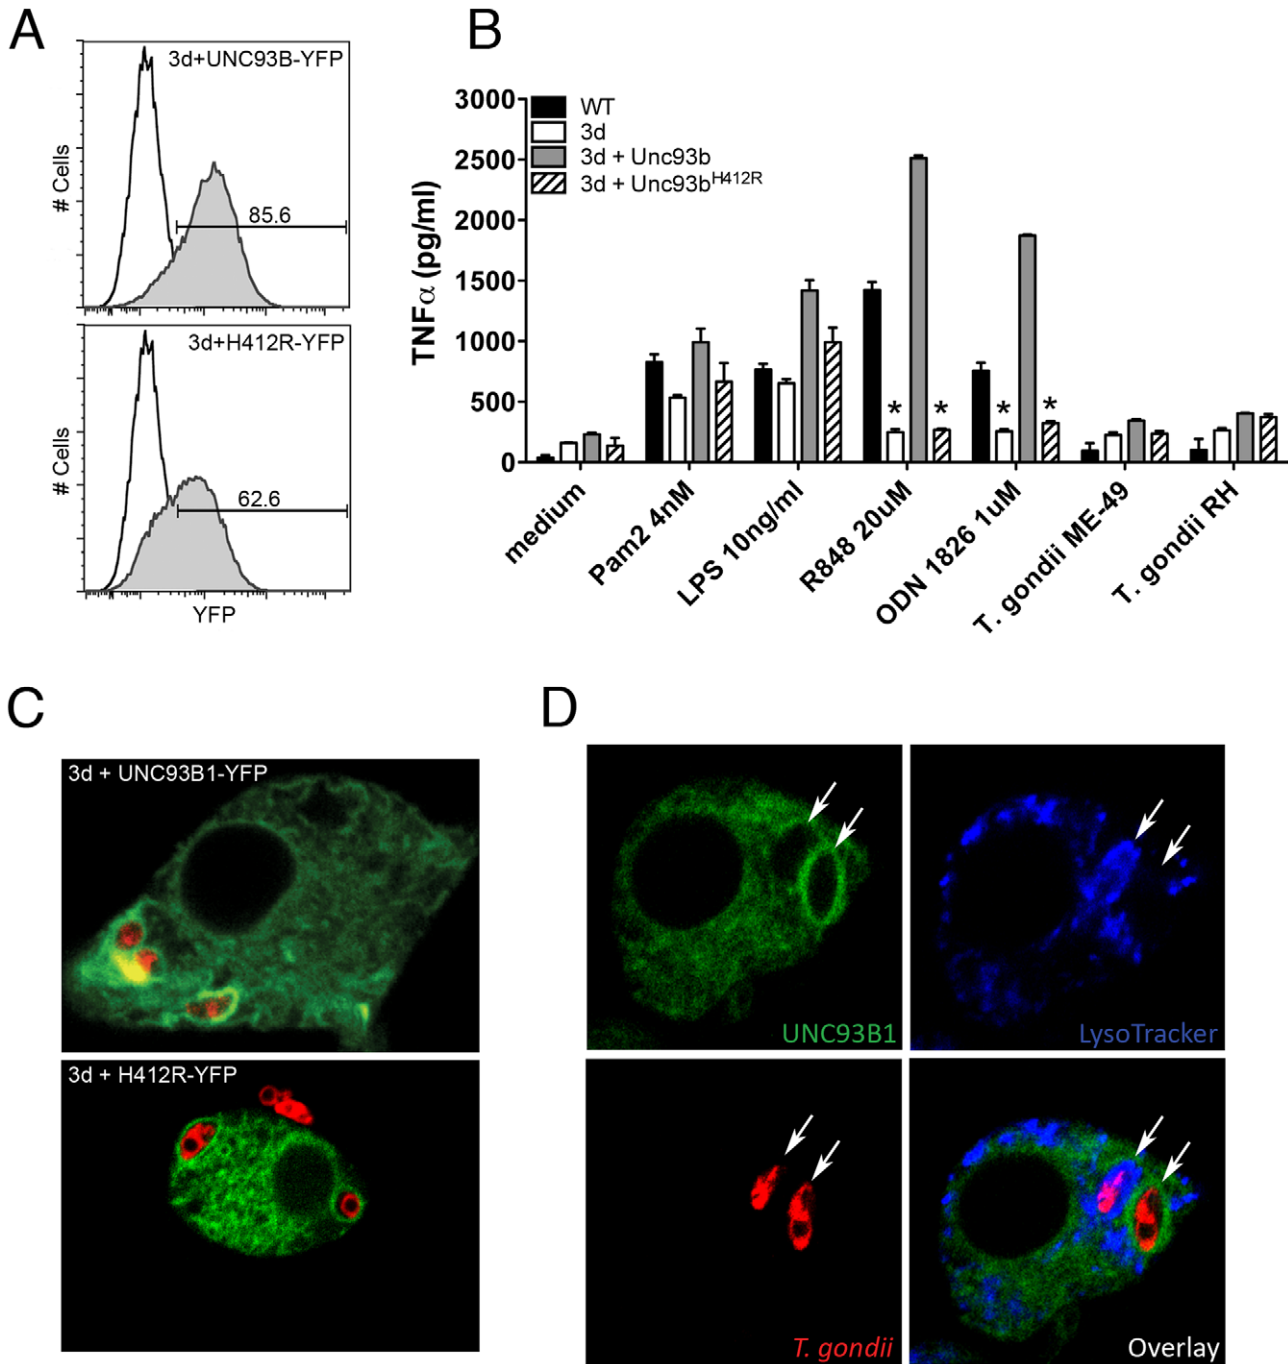 A
3d+UNC93B-YFP
85.6
# Cells
3d+H412R-YFP
62.6
# Cells
YFP
B
3000
2500
2000
1500
1000
500
0
TNFα (pg/ml)
WT
3d
3d + Unc93b
3d + Unc93bH412R
* * * *
medium
Pam2 4nM
LPS 10ng/ml
R848 20uM
ODN 1826 1uM
T. gondii ME-49
T. gondii RH
C
3d + UNC93B1-YFP
3d + H412R-YFP
D
UNC93B1
LysoTracker
T. gondii
Overlay